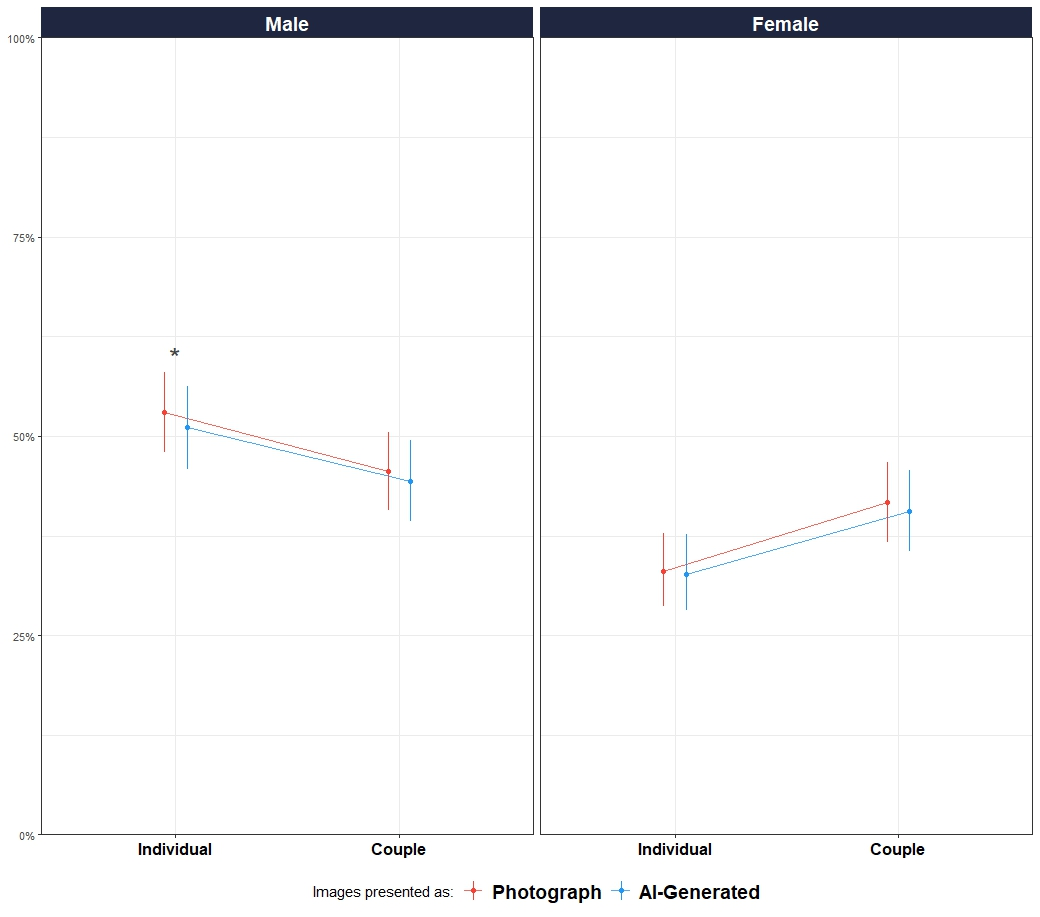 Male Female
100%
75%
*
50%
25%
0%
Individual Couple Individual Couple
Images presented as: Photograph AI-Generated